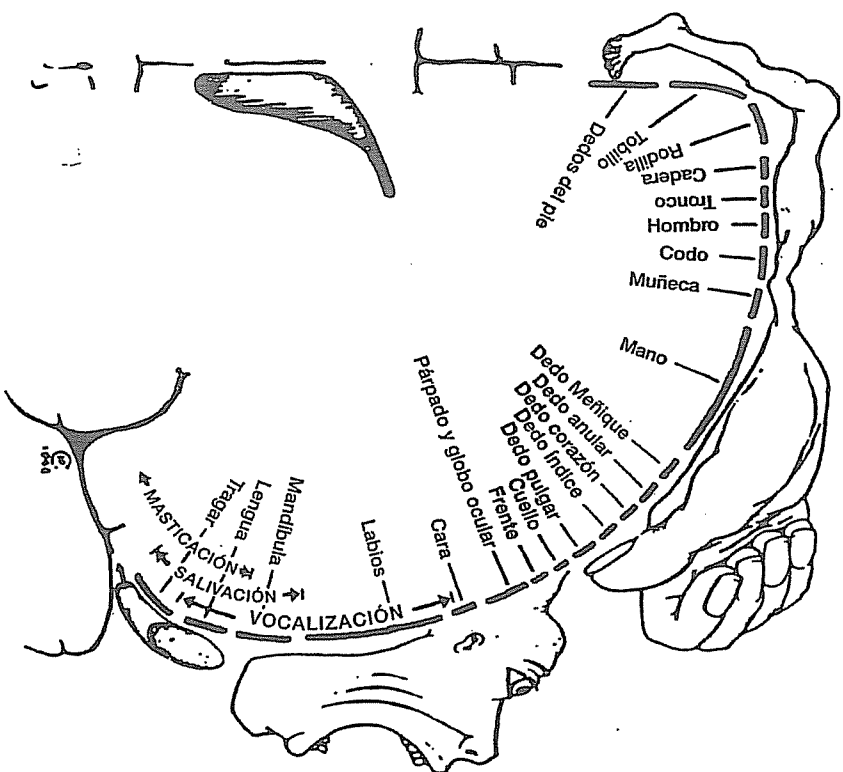 Dedos del pie
Tobillo
Rodilla
Cadera
Tronco
Hombro
Codo
Muñeca
Mano
Dedo Meñique
Dedo anular
Dedo corazón
Dedo índice
Dedo pulgar
Cuello
Frente
Párpado y globo ocular
Cara
Labios
Mandíbula
Lengua
Tragar
MASTICACIÓN
SALIVACIÓN
VOCALIZACIÓN